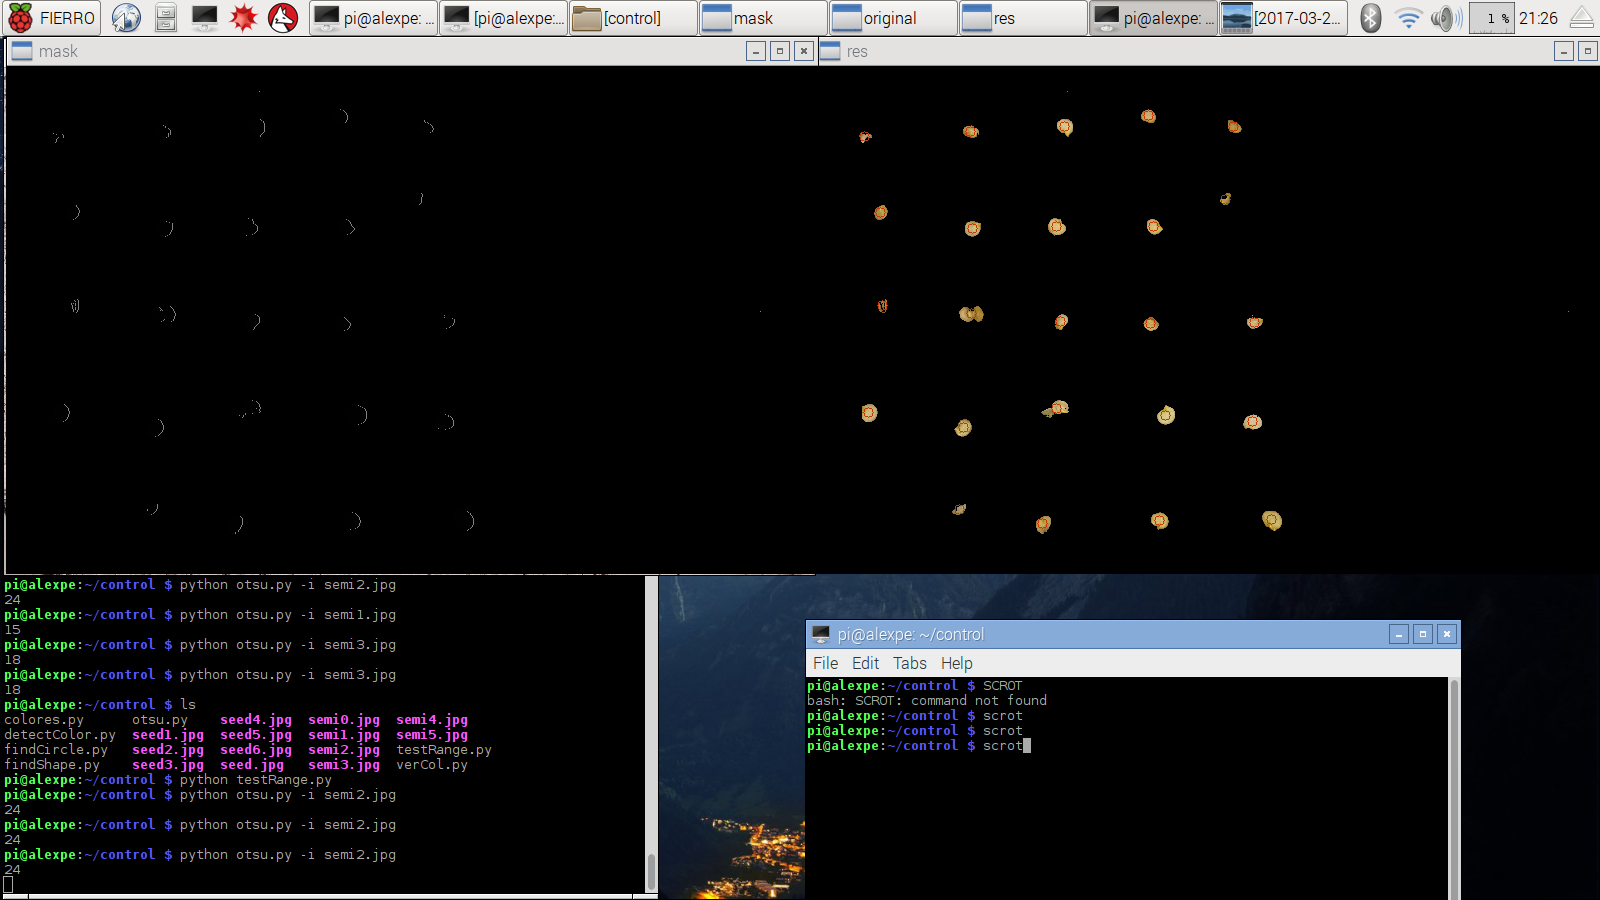 FIERRO
pi@alexpe: ...
[pi@alexpe:...
[control]
mask
original
res
pi@alexpe: ...
[2017-03-2...
1 %
21:26
mask
res
pi@alexpe:~/control $ python otsu.py -i semi2.jpg
24
pi@alexpe:~/control $ python otsu.py -i semi1.jpg
15
pi@alexpe:~/control $ python otsu.py -i semi3.jpg
18
pi@alexpe:~/control $ python otsu.py -i semi3.jpg
18
pi@alexpe:~/control $ ls
colores.py otsu.py seed4.jpg semi0.jpg semi4.jpg
detectColor.py seed1.jpg seed5.jpg semi1.jpg semi5.jpg
findCircle.py seed2.jpg seed6.jpg semi2.jpg testRange.py
findShape.py seed3.jpg seed.jpg semi3.jpg verCol.py
pi@alexpe:~/control $ python testRange.py
pi@alexpe:~/control $ python otsu.py -i semi2.jpg
24
pi@alexpe:~/control $ python otsu.py -i semi2.jpg
24
pi@alexpe:~/control $ python otsu.py -i semi2.jpg
24
pi@alexpe: ~/control
File Edit Tabs Help
pi@alexpe:~/control $ SCROT
bash: SCROT: command not found
pi@alexpe:~/control $ scrot
pi@alexpe:~/control $ scrot
pi@alexpe:~/control $ scrot